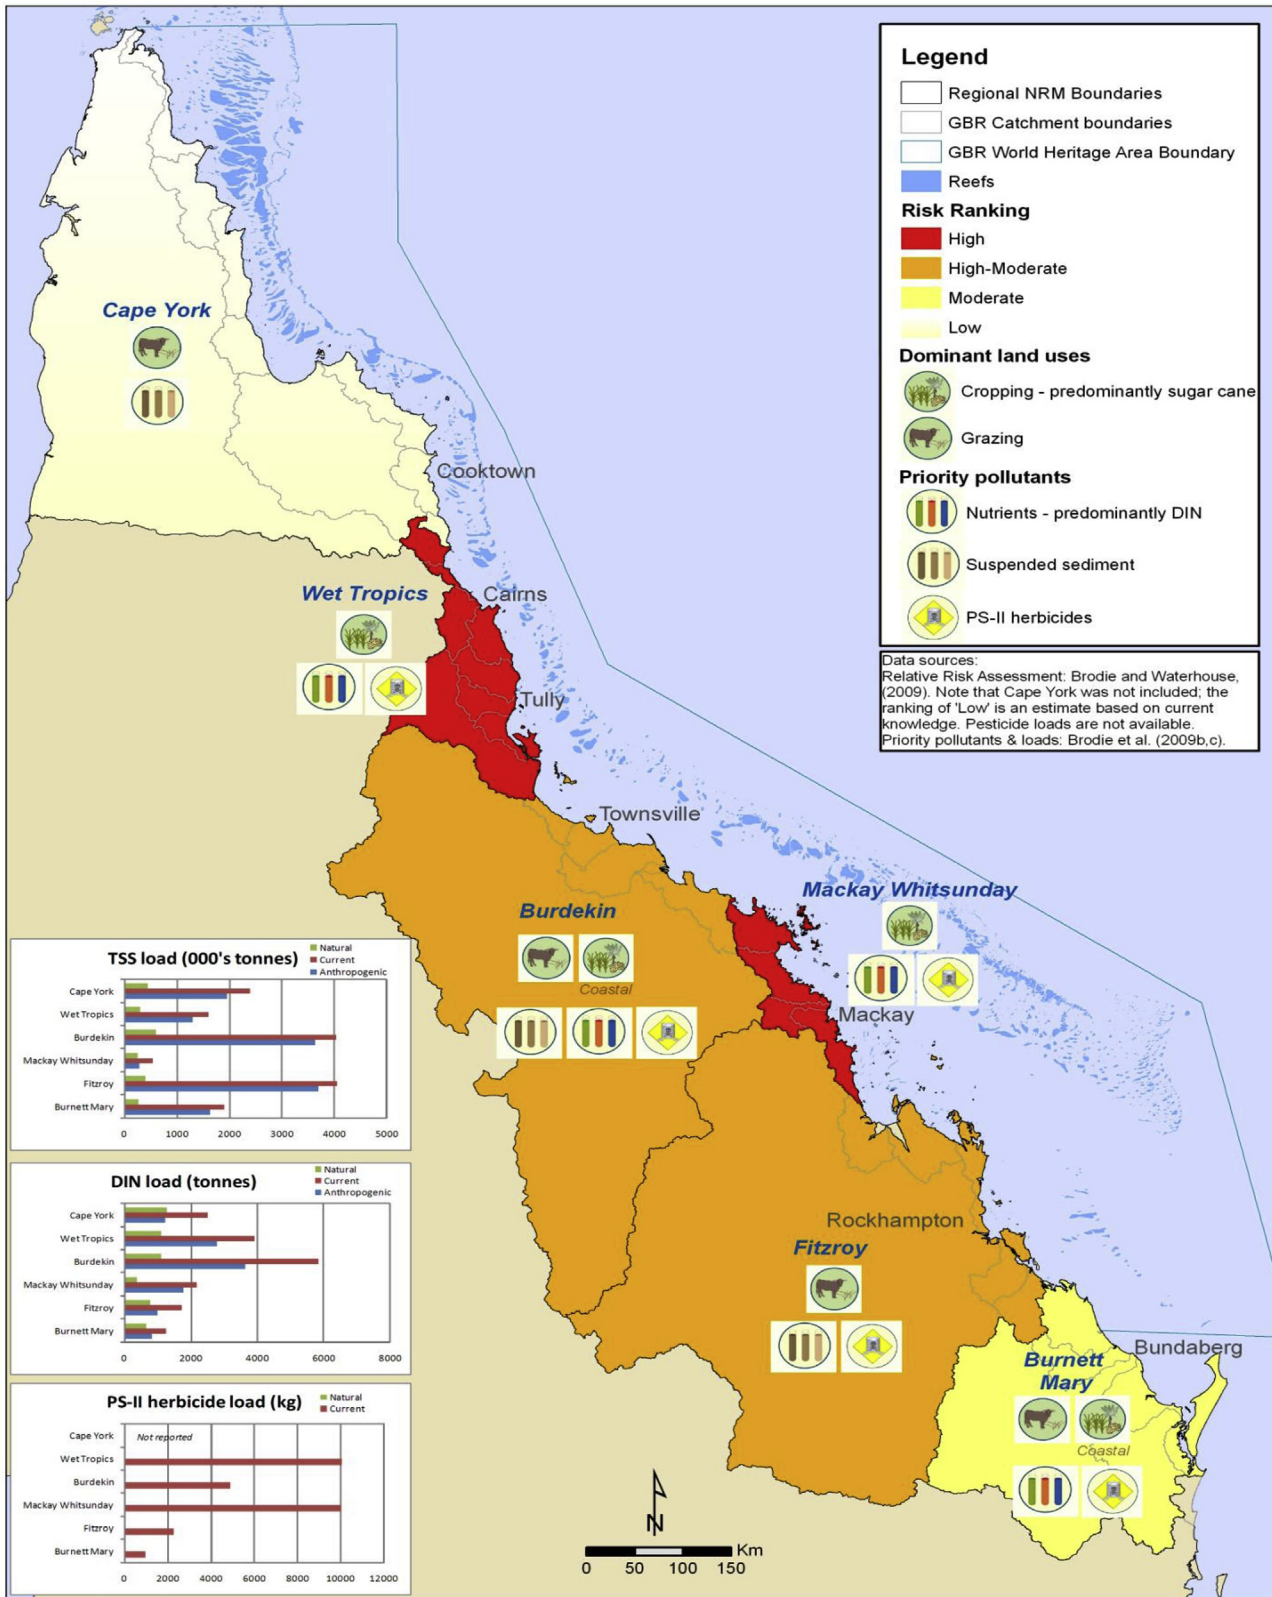 Legend
Regional NRM Boundaries
GBR Catchment boundaries
GBR World Heritage Area Boundary
Reefs
Risk Ranking
High
High-Moderate
Moderate
Low
Dominant land uses
Cropping - predominantly sugar cane
Grazing
Priority pollutants
Nutrients - predominantly DIN
Suspended sediment
PS-II herbicides
Data sources:
Relative Risk Assessment: Brodie and Waterhouse,
(2009). Note that Cape York was not included; the
ranking of 'Low' is an estimate based on current
knowledge. Pesticide loads are not available.
Priority pollutants & loads: Brodie et al. (2009b,c).
Cape York
Cooktown
Wet Tropics
Cairns
Tully
Townsville
Mackay Whitsunday
Burdekin
Coastal
Mackay
Rockhampton
Fitzroy
Bundaberg
Burnett
Mary
Coastal
TSS load (000's tonnes)
Natural
Current
Anthropogenic
Cape York
Wet Tropics
Burdekin
Mackay Whitsunday
Fitzroy
Burnett Mary
0 1000 2000 3000 4000 5000
DIN load (tonnes)
Natural
Current
Anthropogenic
Cape York
Wet Tropics
Burdekin
Mackay Whitsunday
Fitzroy
Burnett Mary
0 2000 4000 6000 8000
PS-II herbicide load (kg)
Natural
Current
Cape York
Not reported
Wet Tropics
Burdekin
Mackay Whitsunday
Fitzroy
Burnett Mary
0 2000 4000 6000 8000 10000 12000
N
Km
0 50 100 150